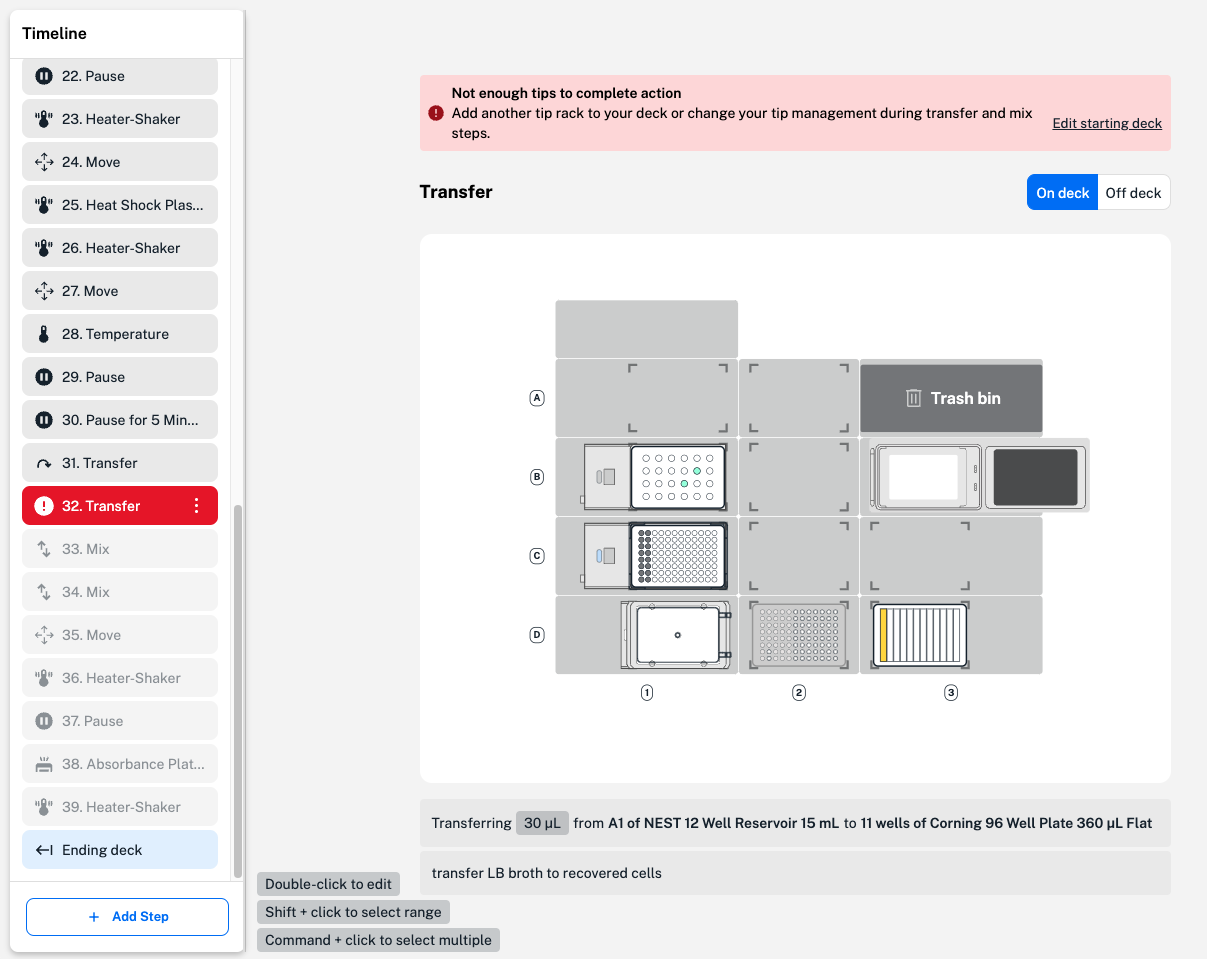 Timeline
22. Pause
23. Heater-Shaker
24. Move
25. Heat Shock Plas...
26. Heater-Shaker
27. Move
28. Temperature
29. Pause
30. Pause for 5 Min...
31. Transfer
32. Transfer
33. Mix
34. Mix
35. Move
36. Heater-Shaker
37. Pause
38. Absorbance Plat...
39. Heater-Shaker
Ending deck
+ Add Step
Not enough tips to complete action
Add another tip rack to your deck or change your tip management during transfer and mix
steps.
Edit starting deck
Transfer
On deck
Off deck
A
Trash bin
B
C
D
1
2
3
Transferring 30 µL from A1 of NEST 12 Well Reservoir 15 mL to 11 wells of Corning 96 Well Plate 360 µL Flat
transfer LB broth to recovered cells
Double-click to edit
Shift + click to select range
Command + click to select multiple